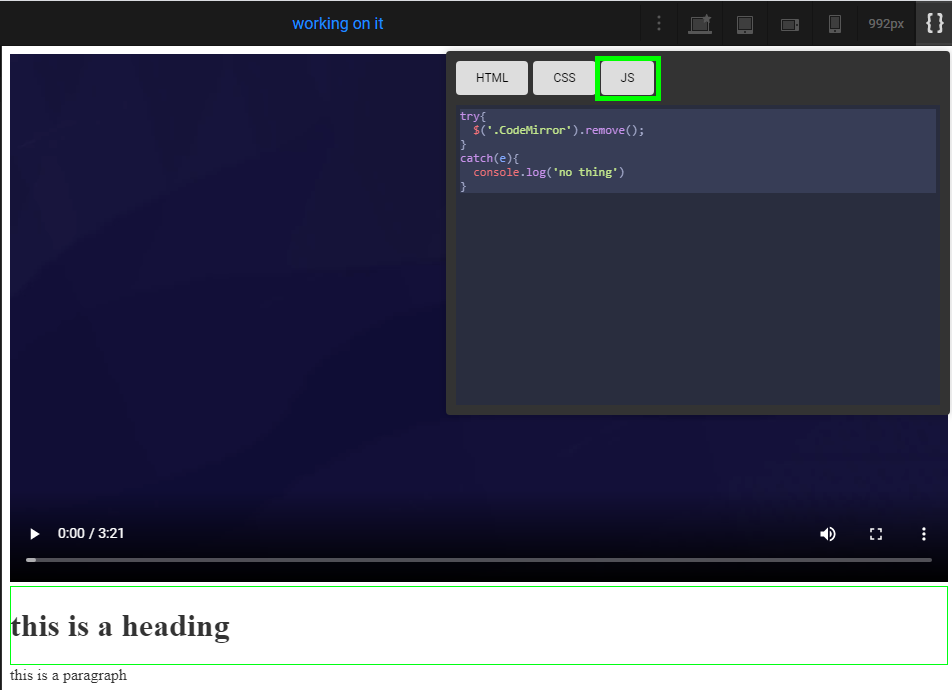 working on it
992px
{ }
HTML CSS JS
try{
  $('.CodeMirror').remove();
}
catch(e){
  console.log('no thing')
}
0:00 / 3:21
this is a heading
this is a paragraph